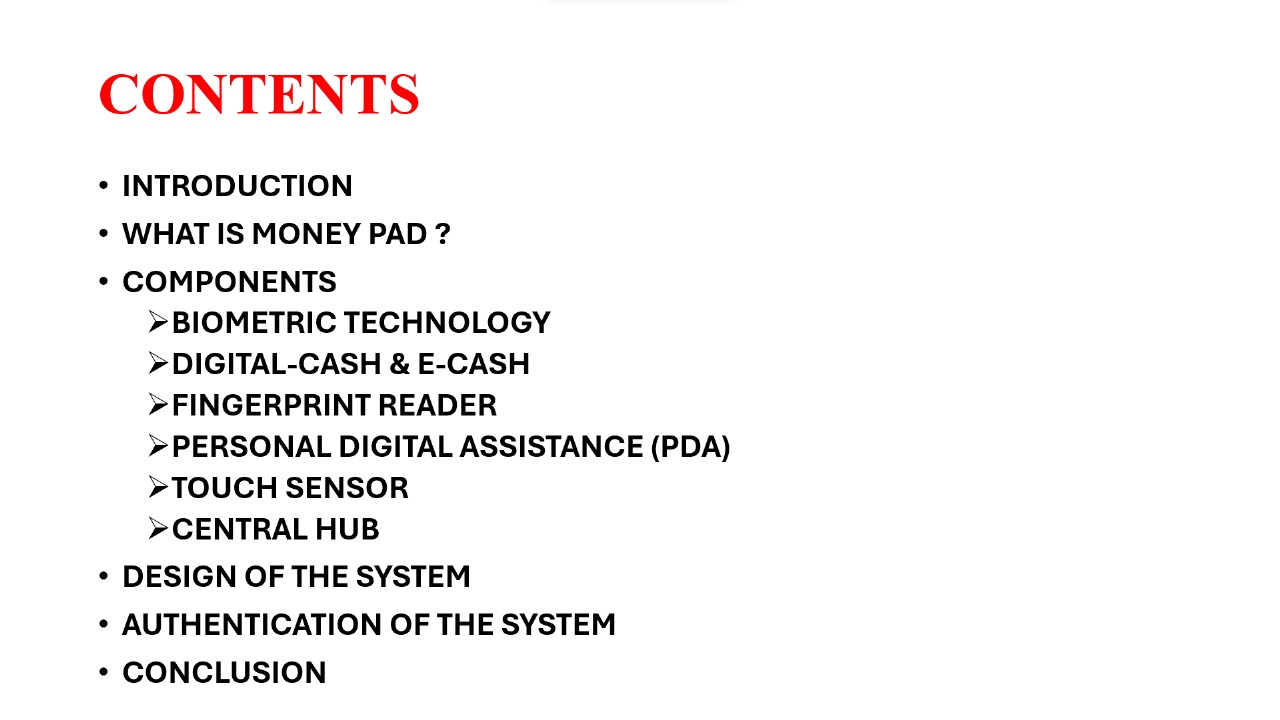 CONTENTS
• INTRODUCTION
• WHAT IS MONEY PAD ?
• COMPONENTS
➢BIOMETRIC TECHNOLOGY
➢DIGITAL-CASH & E-CASH
➢FINGERPRINT READER
➢PERSONAL DIGITAL ASSISTANCE (PDA)
➢TOUCH SENSOR
➢CENTRAL HUB
• DESIGN OF THE SYSTEM
• AUTHENTICATION OF THE SYSTEM
• CONCLUSION